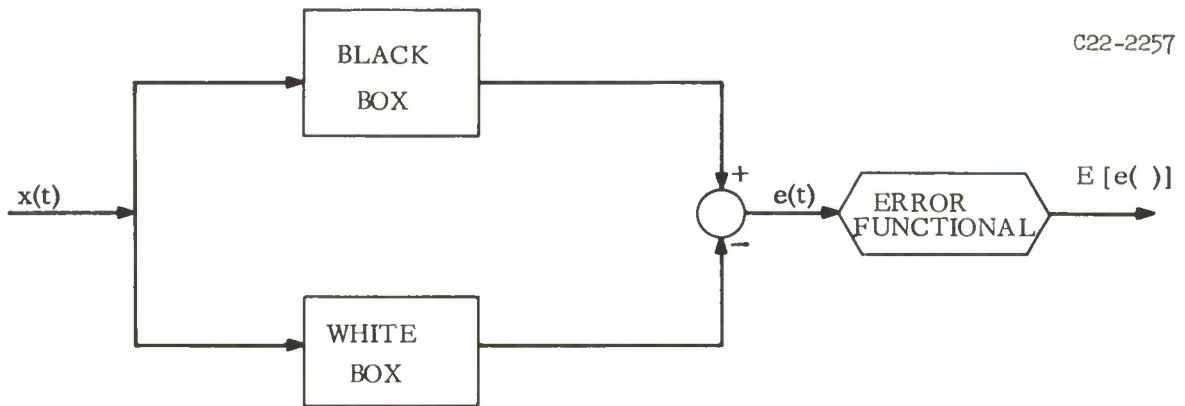 C22-2257
BLACK
BOX
x(t)
+
e(t)
-
ERROR
FUNCTIONAL
E [e( )]
WHITE
BOX